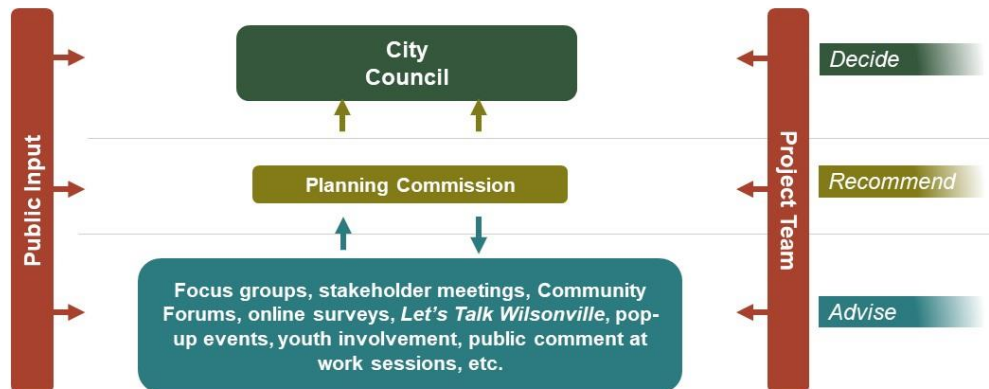 Public Input
City
Council
Project Team
Decide
Planning Commission
Recommend
Focus groups, stakeholder meetings, Community
Forums, online surveys, Let's Talk Wilsonville, pop-
up events, youth involvement, public comment at
work sessions, etc.
Advise